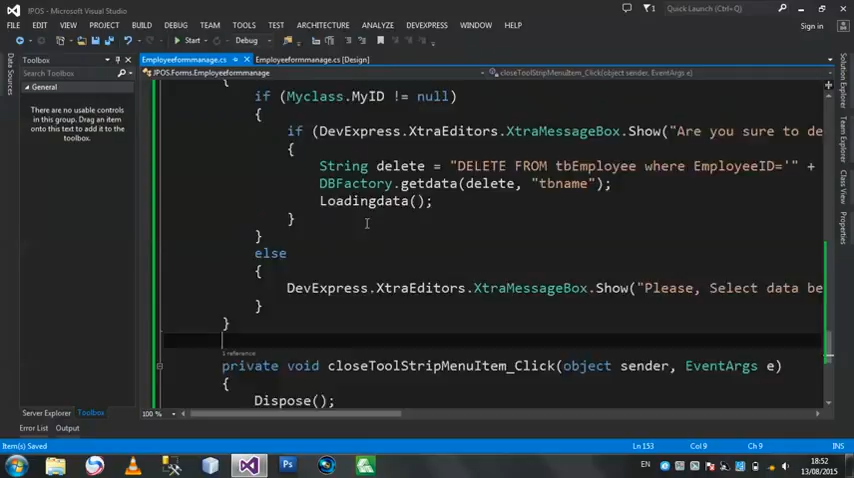 JPOS - Microsoft Visual Studio
Quick Launch (Ctrl+Q)
FILE EDIT VIEW PROJECT BUILD DEBUG TEAM TOOLS TEST ARCHITECTURE ANALYZE DEVEXPRESS WINDOW HELP
Sign in
Start Debug
Toolbox
Employeeformmanage.cs
Employeeformmanage.cs [Design]
Search Toolbox
JPOS.Forms.Employeeformmanage
closeToolStripMenuItem_Click(object sender, EventArgs e)
General
There are no usable controls
in this group. Drag an item
onto this text to add it to the
toolbox.
Data Sources
Solution Explorer
Team Explorer
Class View
Properties
{
if (Myclass.MyID != null)
{
if (DevExpress.XtraEditors.XtraMessageBox.Show("Are you sure to de
{
String delete = "DELETE FROM tbEmployee where EmployeeID='" +
DBFactory.getdata(delete, "tbname");
Loadingdata();
}
}
else
{
DevExpress.XtraEditors.XtraMessageBox.Show("Please, Select data be
}
}
1 reference
private void closeToolStripMenuItem_Click(object sender, EventArgs e)
{
Dispose();
100 %
Server Explorer Toolbox
Error List Output
Item(s) Saved
Ln 153 Col 9 Ch 9 INS
EN
18:52
13/08/2015